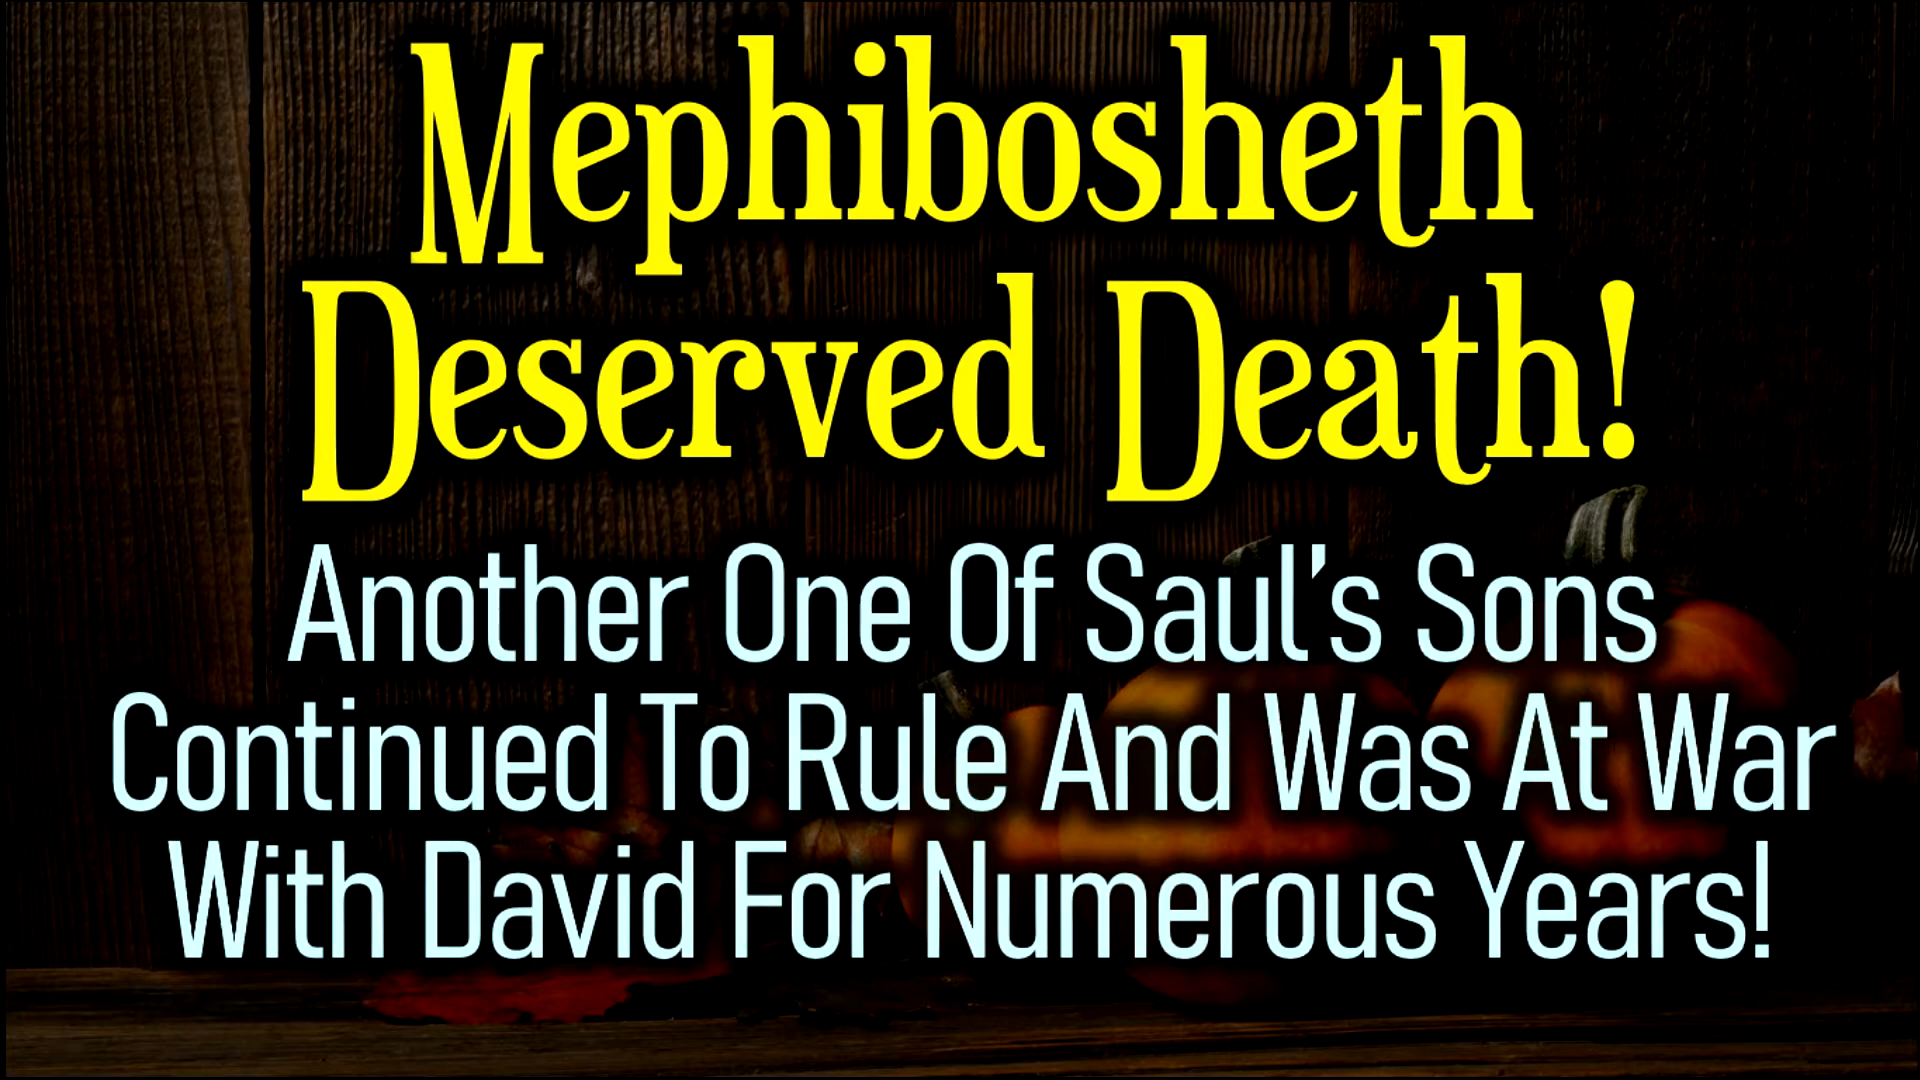 Mephibosheth
Deserved Death!
Another One Of Saul's Sons
Continued To Rule And Was At War
With David For Numerous Years!